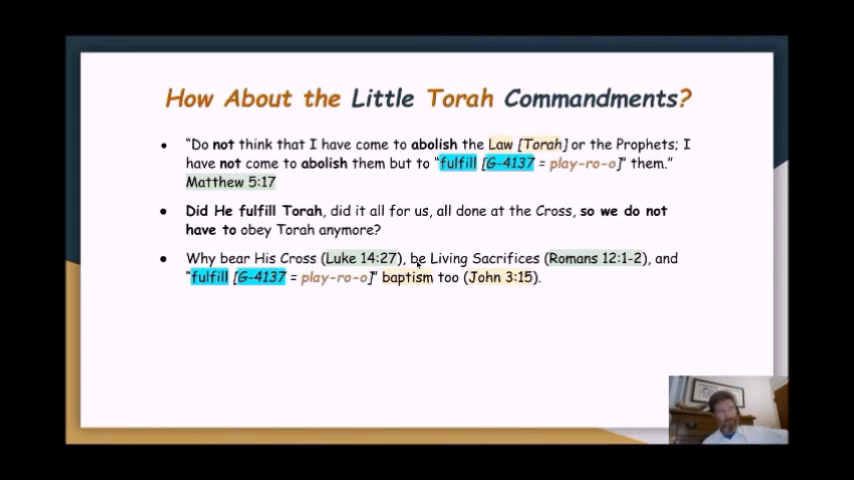 How About the Little Torah Commandments?
● "Do not think that I have come to abolish the Law [Torah] or the Prophets; I
have not come to abolish them but to "fulfill [G-4137 = play-ro-o]" them."
Matthew 5:17
● Did He fulfill Torah, did it all for us, all done at the Cross, so we do not
have to obey Torah anymore?
● Why bear His Cross (Luke 14:27), be Living Sacrifices (Romans 12:1-2), and
"fulfill [G-4137 = play-ro-o]" baptism too (John 3:15).